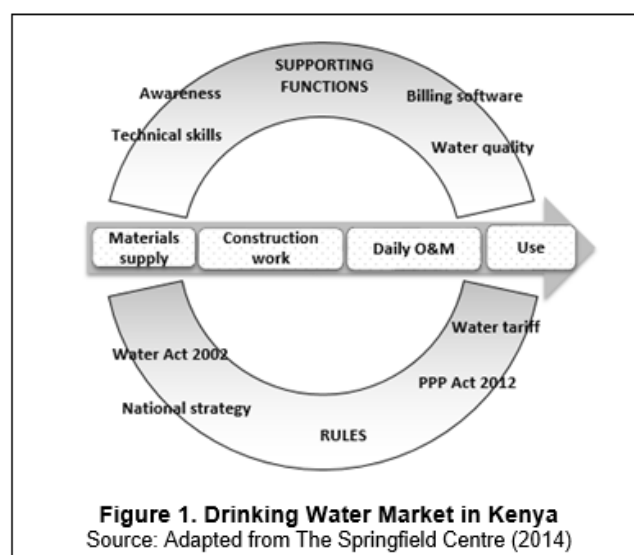 SUPPORTING
FUNCTIONS
Awareness
Billing software
Technical skills
Water quality
Materials
supply
Construction
work
Daily O&M
Use
Water tariff
Water Act 2002
PPP Act 2012
National strategy
RULES
Figure 1. Drinking Water Market in Kenya
Source: Adapted from The Springfield Centre (2014)